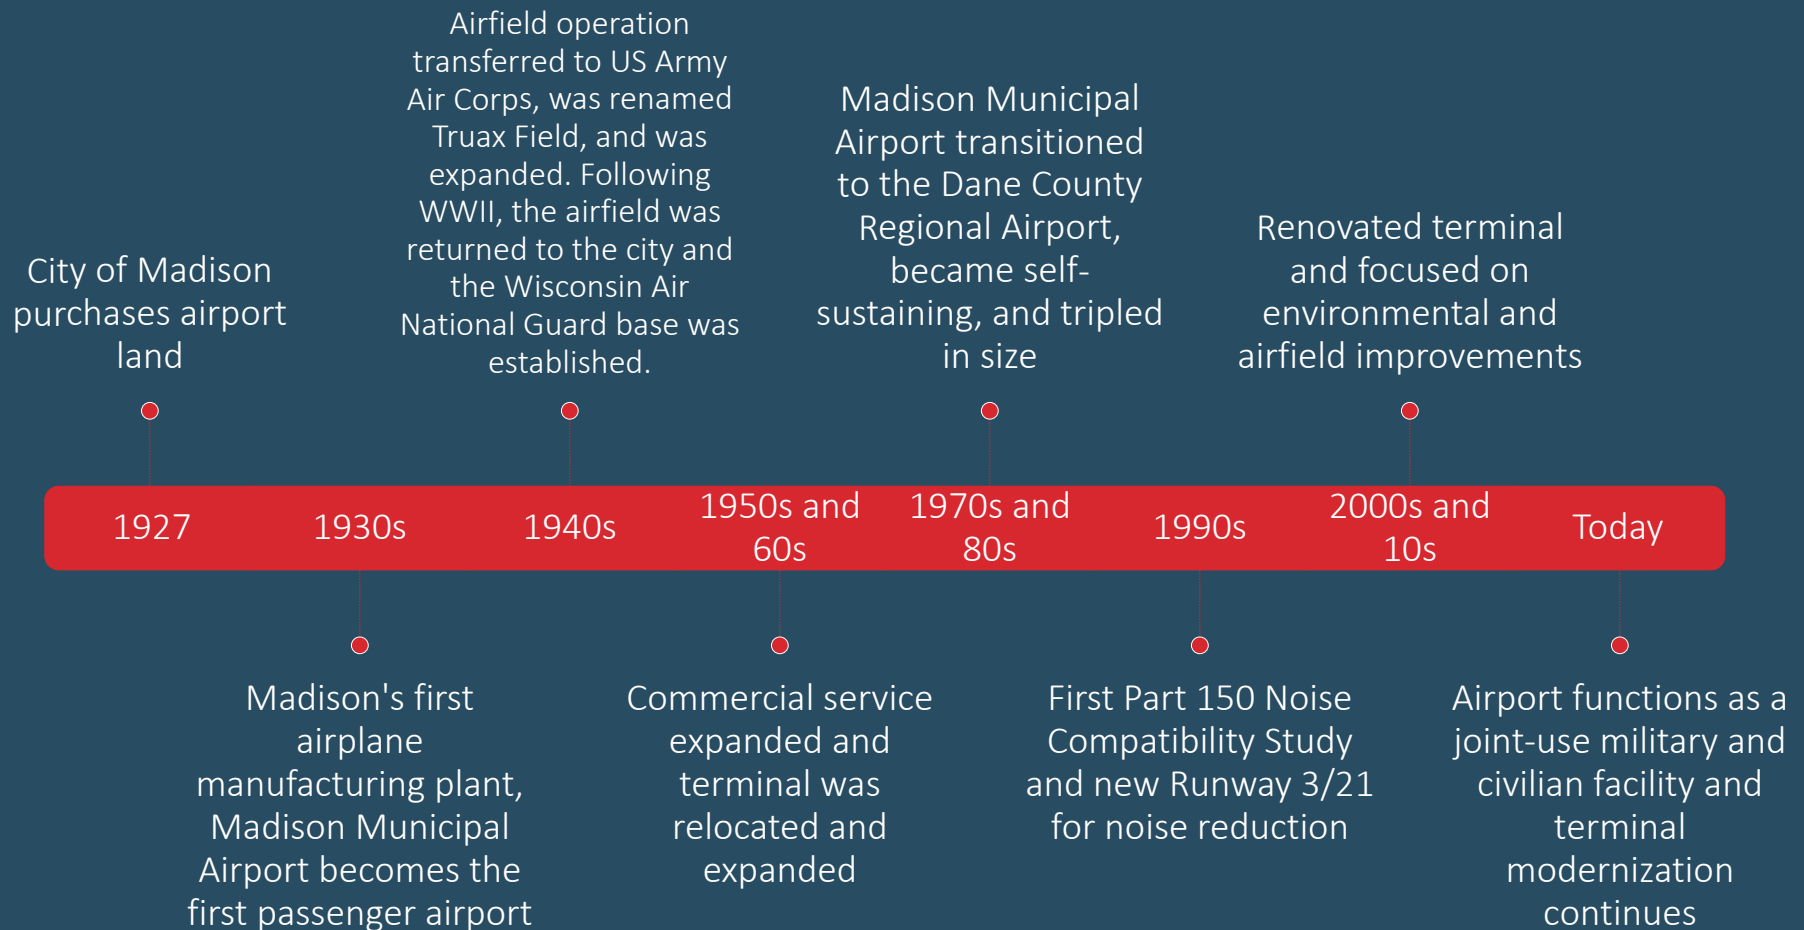 City of Madison
purchases airport
land
Airfield operation
transferred to US Army
Air Corps, was renamed
Truax Field, and was
expanded. Following
WWII, the airfield was
returned to the city and
the Wisconsin Air
National Guard base was
established.
Madison Municipal
Airport transitioned
to the Dane County
Regional Airport,
became self-
sustaining, and tripled
in size
Renovated terminal
and focused on
environmental and
airfield improvements
1927
1930s
1940s
1950s and
60s
1970s and
80s
1990s
2000s and
10s
Today
Madison's first
airplane
manufacturing plant,
Madison Municipal
Airport becomes the
first passenger airport
Commercial service
expanded and
terminal was
relocated and
expanded
First Part 150 Noise
Compatibility Study
and new Runway 3/21
for noise reduction
Airport functions as a
joint-use military and
civilian facility and
terminal
modernization
continues